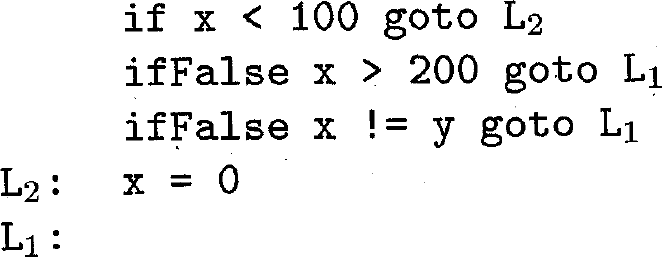 if x < 100 goto L₂
ifFalse x > 200 goto L₁
ifFalse x != y goto L₁
L₂: x = 0
L₁: